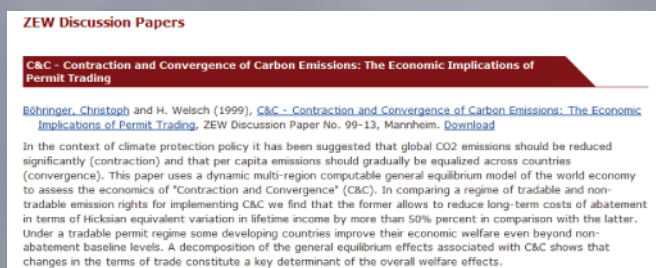 ZEW Discussion Papers
C&C - Contraction and Convergence of Carbon Emissions: The Economic Implications of
Permit Trading
Böhringer, Christoph and H. Welsch (1999), C&C - Contraction and Convergence of Carbon Emissions: The Economic
Implications of Permit Trading, ZEW Discussion Paper No. 99-13, Mannheim. Download
In the context of climate protection policy it has been suggested that global CO2 emissions should be reduced
significantly (contraction) and that per capita emissions should gradually be equalized across countries
(convergence). This paper uses a dynamic multi-region computable general equilibrium model of the world economy
to assess the economics of "Contraction and Convergence" (C&C). In comparing a regime of tradable and non-
tradable emission rights for implementing C&C we find that the former allows to reduce long-term costs of abatement
in terms of Hicksian equivalent variation in lifetime income by more than 50% percent in comparison with the latter.
Under a tradable permit regime some developing countries improve their economic welfare even beyond non-
abatement baseline levels. A decomposition of the general equilibrium effects associated with C&C shows that
changes in the terms of trade constitute a key determinant of the overall welfare effects.